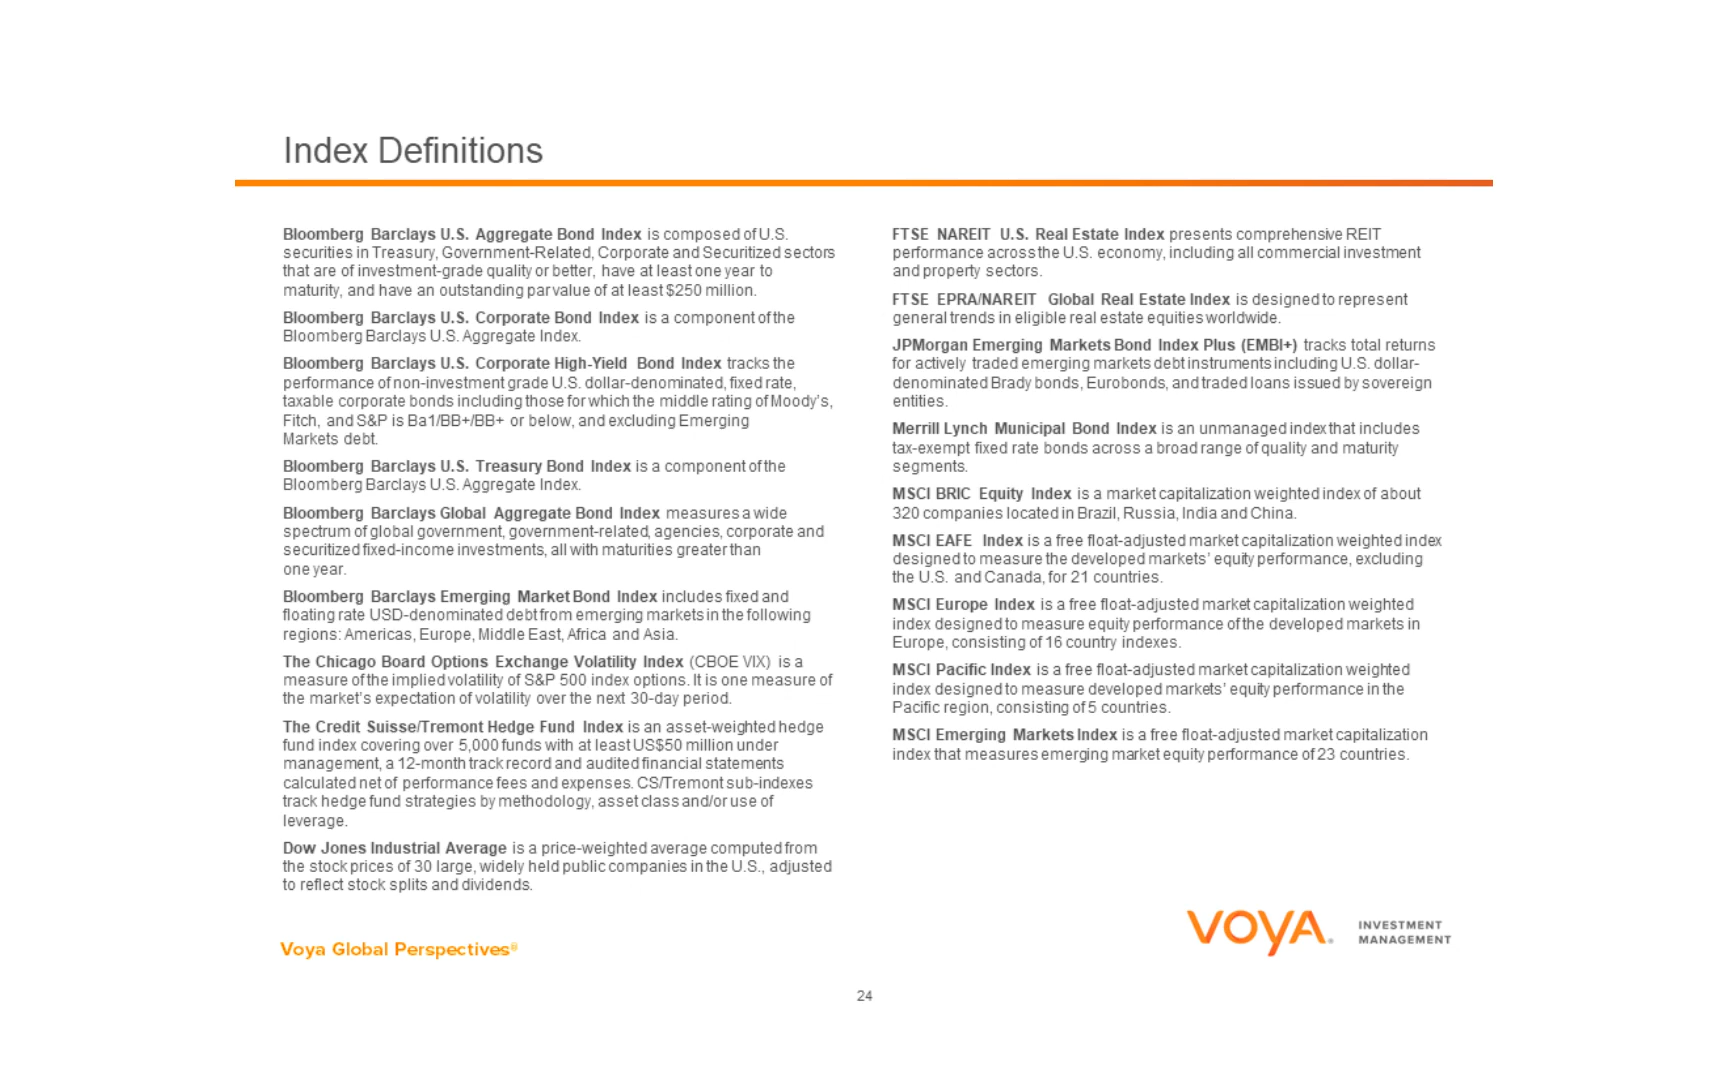 Index Definitions
Bloomberg Barclays U.S. Aggregate Bond Index is composed of U.S.
securities in Treasury, Government-Related, Corporate and Securitized sectors
that are of investment-grade quality or better, have at least one year to
maturity, and have an outstanding par value of at least $250 million.
Bloomberg Barclays U.S. Corporate Bond Index is a component of the
Bloomberg Barclays U.S. Aggregate Index.
Bloomberg Barclays U.S. Corporate High-Yield Bond Index tracks the
performance of non-investment grade U.S. dollar-denominated, fixed rate,
taxable corporate bonds including those for which the middle rating of Moody's,
Fitch, and S&P is Ba1/BB+/BB+ or below, and excluding Emerging
Markets debt.
Bloomberg Barclays U.S. Treasury Bond Index is a component of the
Bloomberg Barclays U.S. Aggregate Index.
Bloomberg Barclays Global Aggregate Bond Index measures a wide
spectrum of global government, government-related, agencies, corporate and
securitized fixed-income investments, all with maturities greater than
one year.
Bloomberg Barclays Emerging Market Bond Index includes fixed and
floating rate USD-denominated debt from emerging markets in the following
regions: Americas, Europe, Middle East, Africa and Asia.
The Chicago Board Options Exchange Volatility Index (CBOE VIX) is a
measure of the implied volatility of S&P 500 index options. It is one measure of
the market's expectation of volatility over the next 30-day period.
The Credit Suisse/Tremont Hedge Fund Index is an asset-weighted hedge
fund index covering over 5,000 funds with at least US$50 million under
management, a 12-month track record and audited financial statements
calculated net of performance fees and expenses. CS/Tremont sub-indexes
track hedge fund strategies by methodology, asset class and/or use of
leverage.
Dow Jones Industrial Average is a price-weighted average computed from
the stock prices of 30 large, widely held public companies in the U.S., adjusted
to reflect stock splits and dividends.
FTSE NAREIT U.S. Real Estate Index presents comprehensive REIT
performance across the U.S. economy, including all commercial investment
and property sectors.
FTSE EPRA/NAREIT Global Real Estate Index is designed to represent
general trends in eligible real estate equities worldwide.
JPMorgan Emerging Markets Bond Index Plus (EMBI+) tracks total returns
for actively traded emerging markets debt instruments including U.S. dollar-
denominated Brady bonds, Eurobonds, and traded loans issued by sovereign
entities.
Merrill Lynch Municipal Bond Index is an unmanaged index that includes
tax-exempt fixed rate bonds across a broad range of quality and maturity
segments.
MSCI BRIC Equity Index is a market capitalization weighted index of about
320 companies located in Brazil, Russia, India and China.
MSCI EAFE Index is a free float-adjusted market capitalization weighted index
designed to measure the developed markets' equity performance, excluding
the U.S. and Canada, for 21 countries.
MSCI Europe Index is a free float-adjusted market capitalization weighted
index designed to measure equity performance of the developed markets in
Europe, consisting of 16 country indexes.
MSCI Pacific Index is a free float-adjusted market capitalization weighted
index designed to measure developed markets' equity performance in the
Pacific region, consisting of 5 countries.
MSCI Emerging Markets Index is a free float-adjusted market capitalization
index that measures emerging market equity performance of 23 countries.
Voya Global Perspectives®
VOYA® INVESTMENT
MANAGEMENT
24